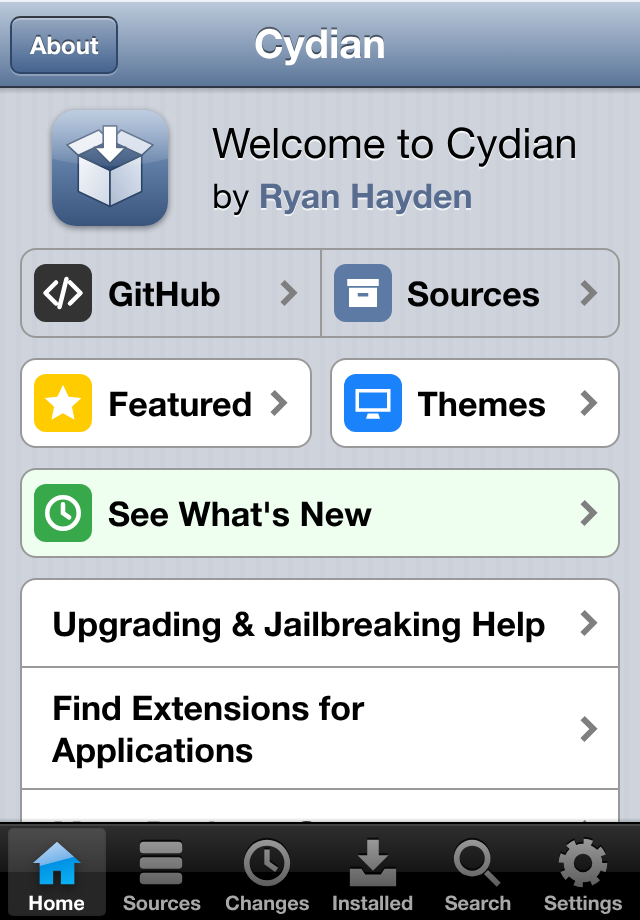 About
Cydian
Welcome to Cydian
by Ryan Hayden
GitHub
Sources
Featured
Themes
See What's New
Upgrading & Jailbreaking Help
Find Extensions for
Applications
Home
Sources
Changes
Installed
Search
Settings